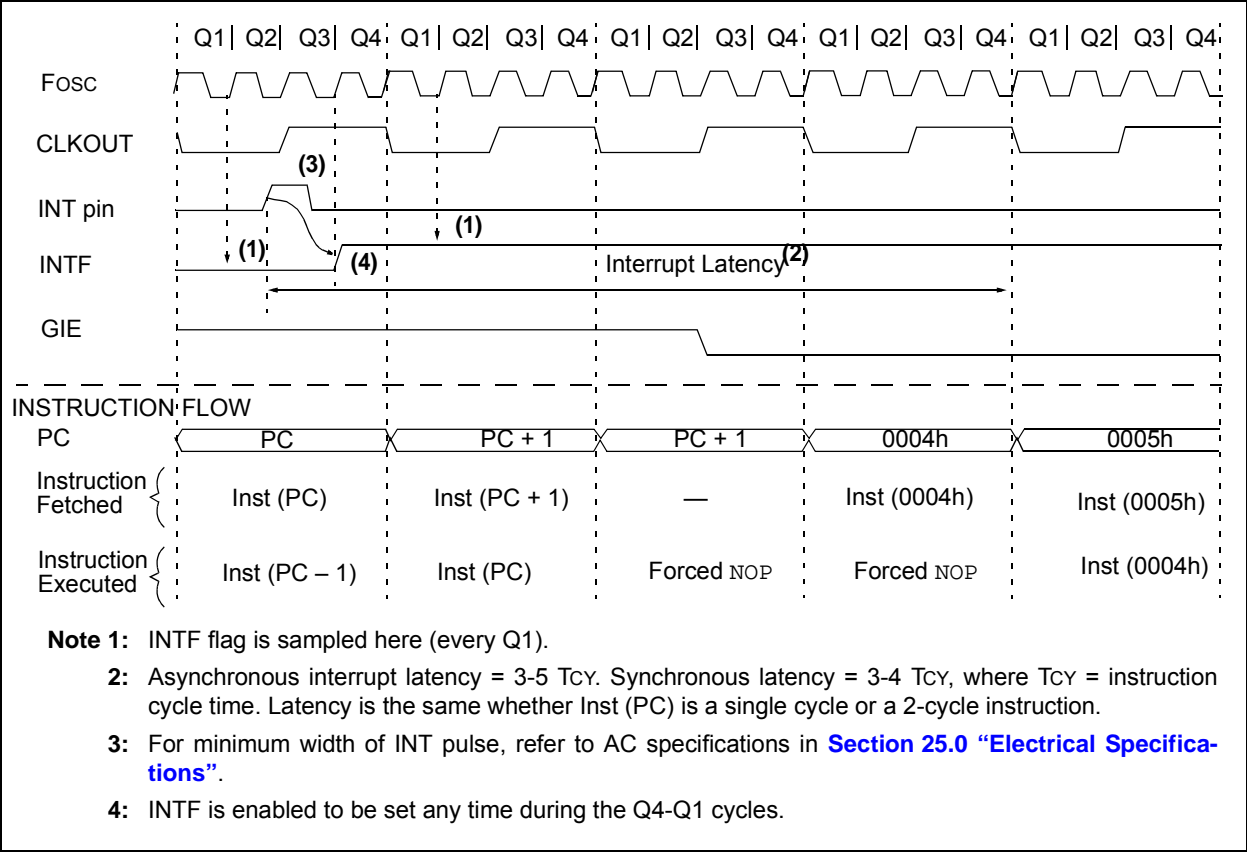 Q1 Q2 Q3 Q4 Q1 Q2 Q3 Q4 Q1 Q2 Q3 Q4 Q1 Q2 Q3 Q4 Q1 Q2 Q3 Q4
FOSC
CLKOUT
(3)
INT pin
(1)
(1)
INTF
(4)
Interrupt Latency(2)
GIE
INSTRUCTION FLOW
PC PC PC + 1 PC + 1 0004h 0005h
Instruction
Fetched
Inst (PC) Inst (PC + 1) — Inst (0004h) Inst (0005h)
Instruction
Executed
Inst (PC – 1) Inst (PC) Forced NOP Forced NOP Inst (0004h)
Note 1: INTF flag is sampled here (every Q1).
2: Asynchronous interrupt latency = 3-5 TCY. Synchronous latency = 3-4 TCY, where TCY = instruction
cycle time. Latency is the same whether Inst (PC) is a single cycle or a 2-cycle instruction.
3: For minimum width of INT pulse, refer to AC specifications in Section 25.0 “Electrical Specifica-
tions”.
4: INTF is enabled to be set any time during the Q4-Q1 cycles.